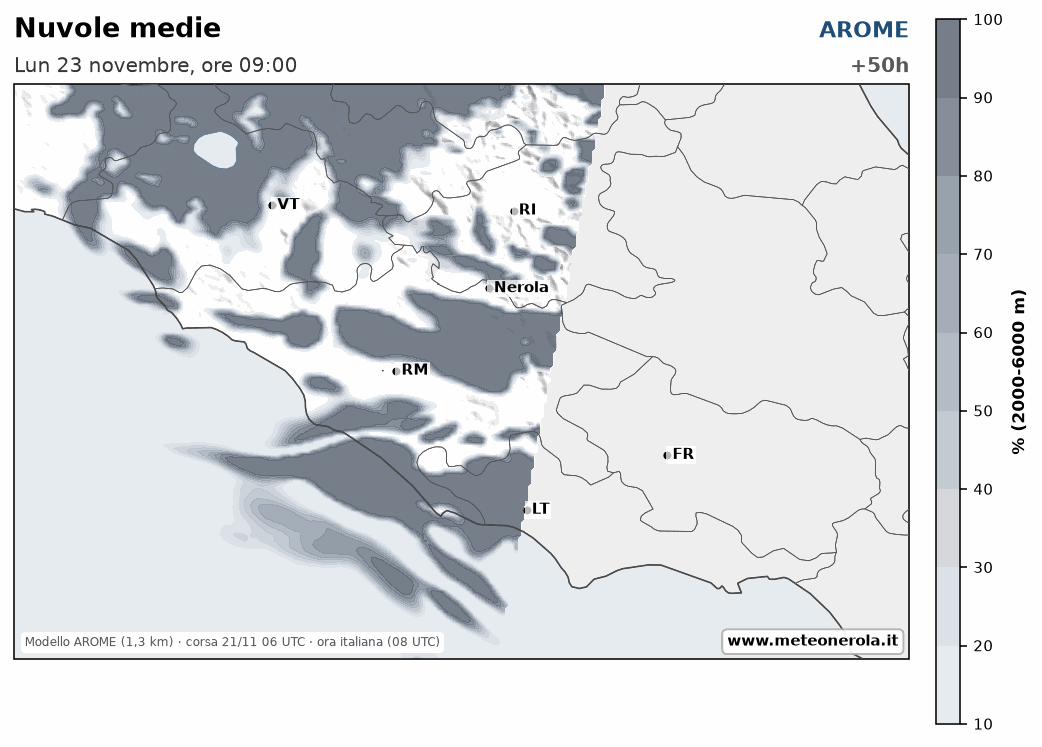 Nuvole medie
AROME
Lun 23 novembre, ore 09:00
+50h
100
90
80
70
60
50
40
30
20
10
% (2000-6000 m)
VT
RI
Nerola
RM
FR
LT
Modello AROME (1,3 km) · corsa 21/11 06 UTC · ora italiana (08 UTC)
www.meteonerola.it